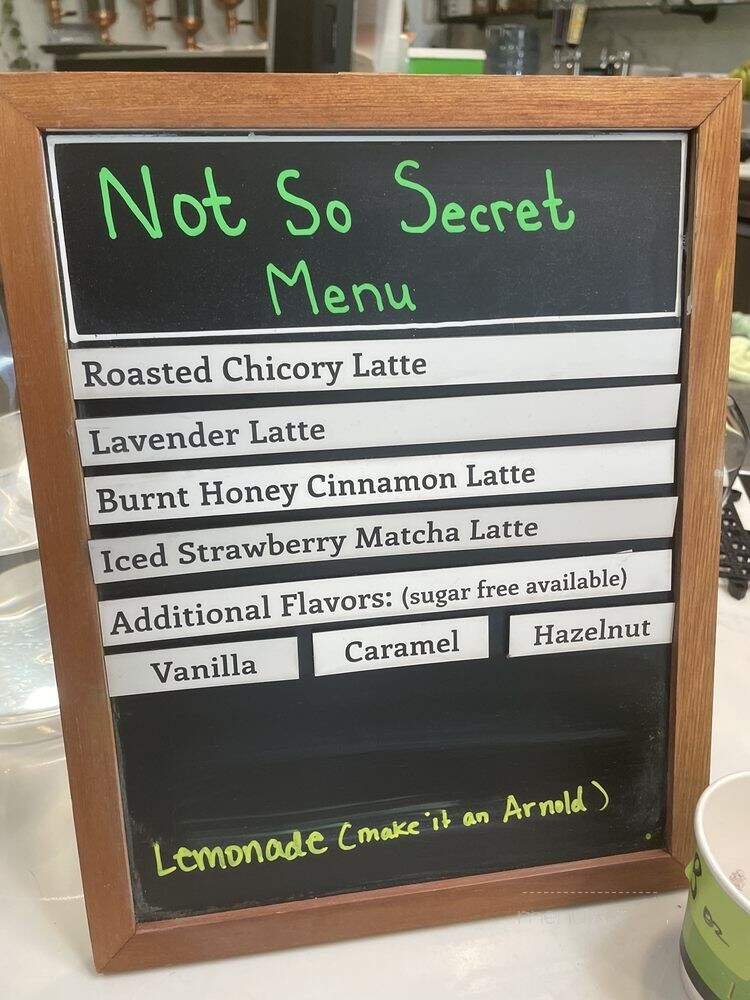 Not So Secret
Menu
Roasted Chicory Latte
Lavender Latte
Burnt Honey Cinnamon Latte
Iced Strawberry Matcha Latte
Additional Flavors: (sugar free available)
Vanilla Caramel Hazelnut
Lemonade (make it an Arnold)